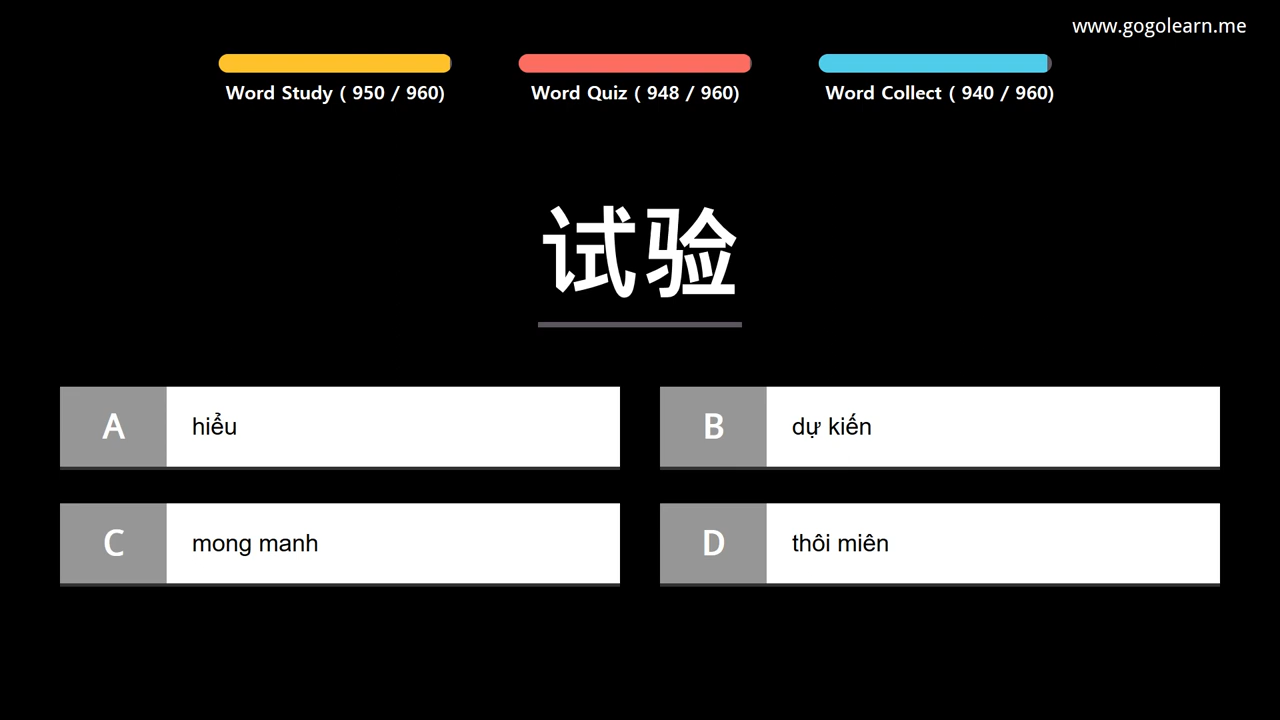 www.gogolearn.me
Word Study ( 950 / 960)
Word Quiz ( 948 / 960)
Word Collect ( 940 / 960)
试验
A hiểu
B dự kiến
C mong manh
D thôi miên